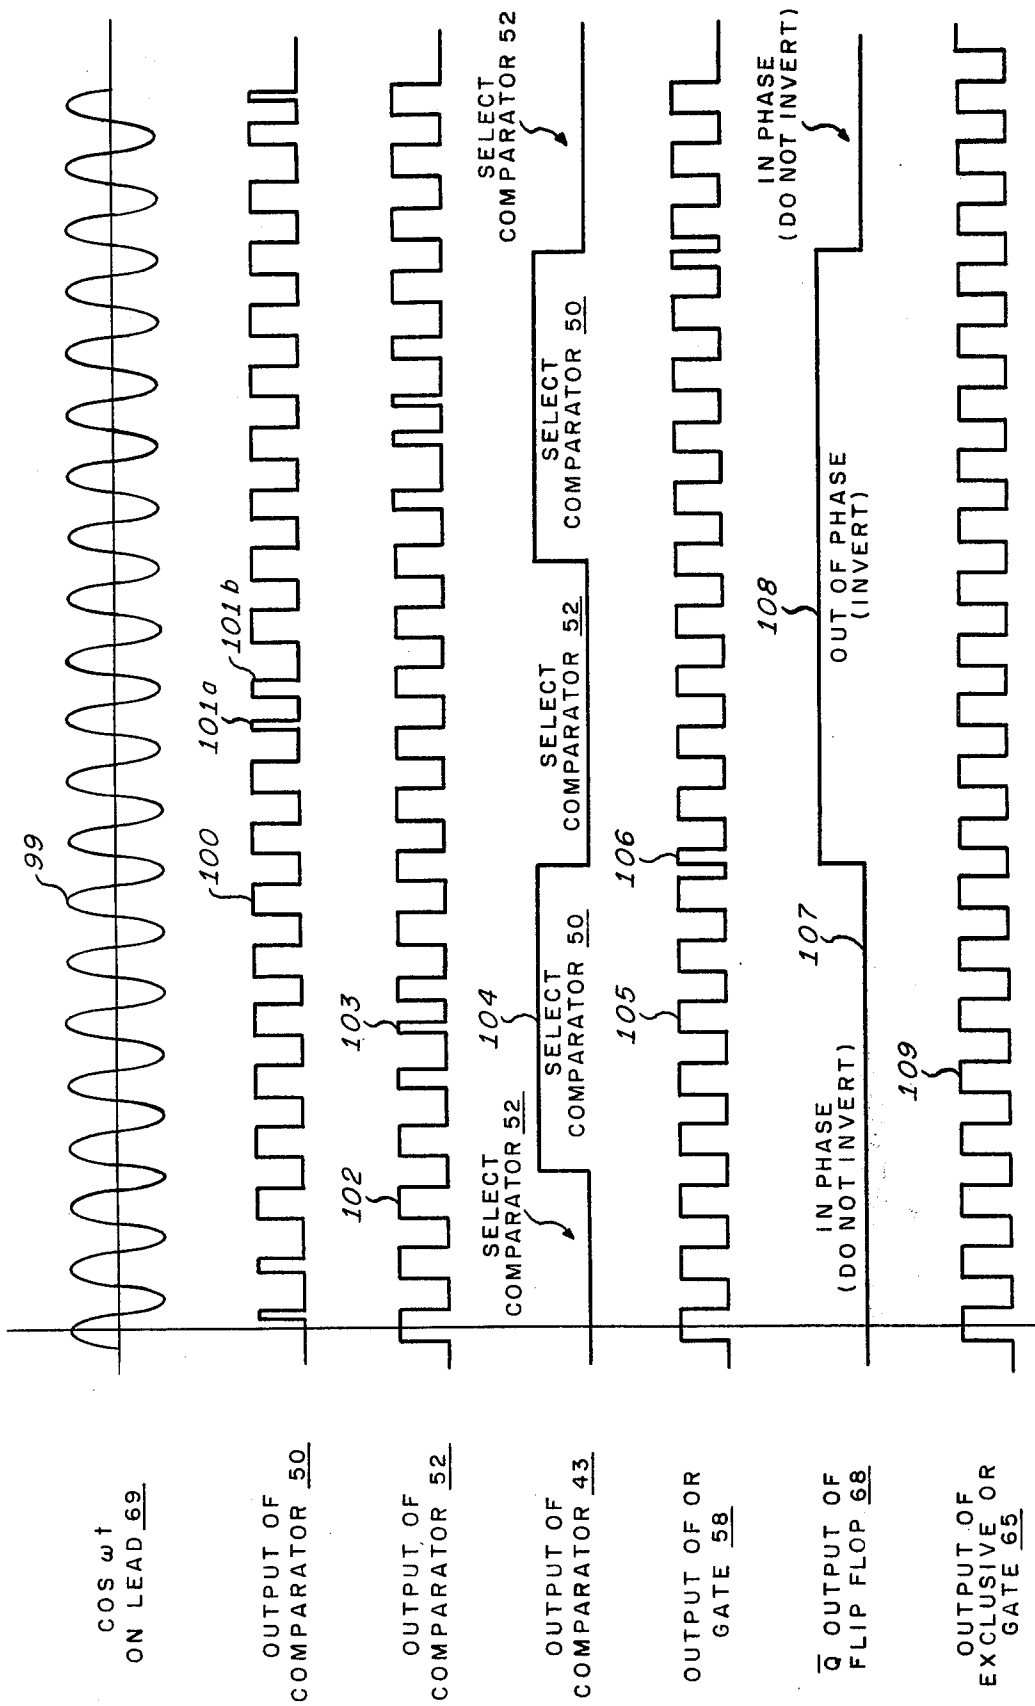 COS ωt
ON LEAD 69
99
OUTPUT OF
COMPARATOR 50
100
101a
101b
OUTPUT OF
COMPARATOR 52
102
103
OUTPUT OF
COMPARATOR 43
SELECT
COMPARATOR 52
104
SELECT
COMPARATOR 50
SELECT
COMPARATOR 52
SELECT
COMPARATOR 50
SELECT
COMPARATOR 52
OUTPUT OF OR
GATE 58
105
106
Q̅ OUTPUT OF
FLIP FLOP 68
IN PHASE
(DO NOT INVERT)
107
108
OUT OF PHASE
(INVERT)
IN PHASE
(DO NOT INVERT)
OUTPUT OF
EXCLUSIVE OR
GATE 65
109